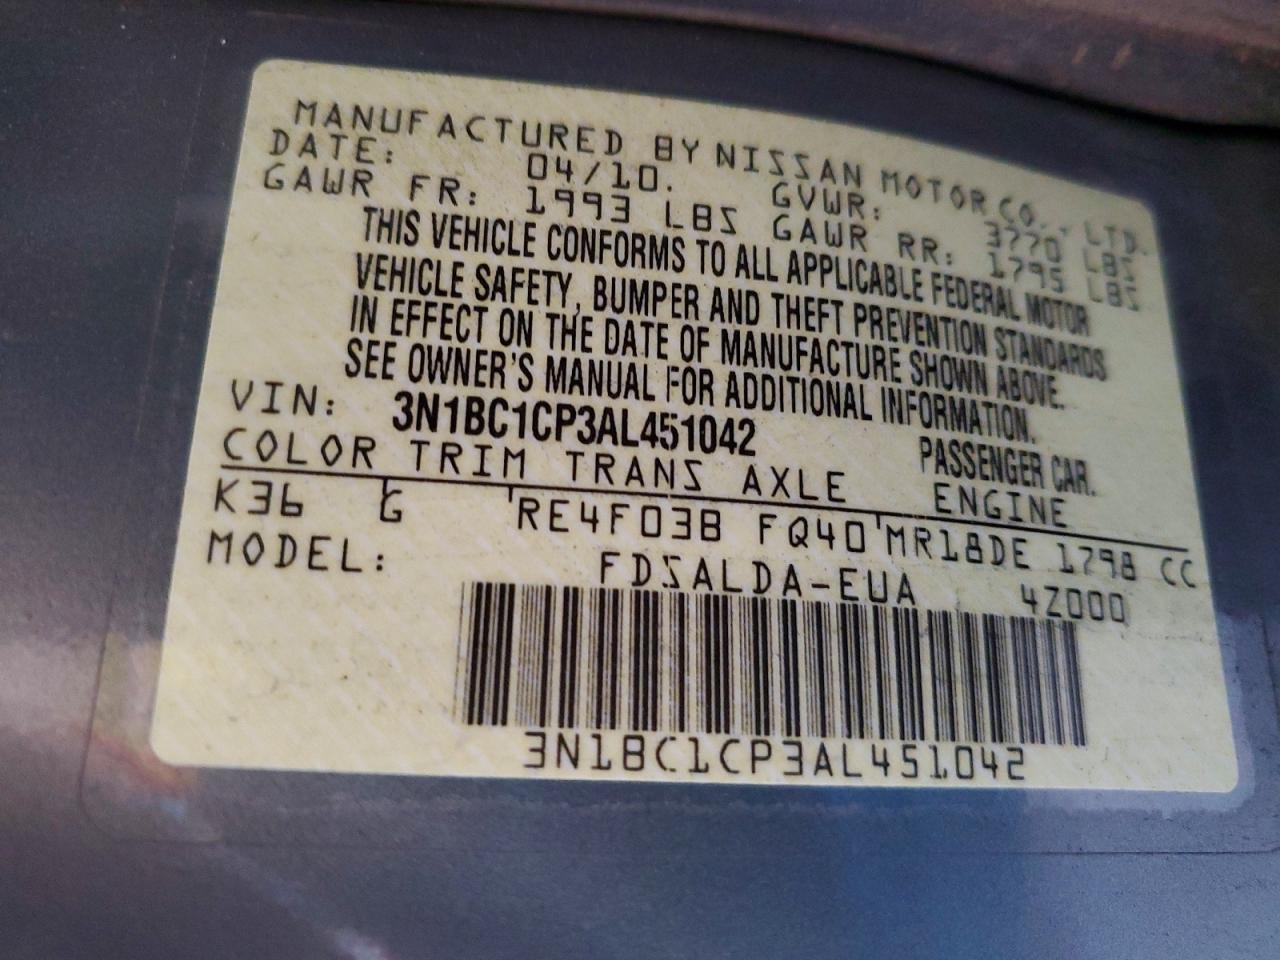 MANUFACTURED BY NISSAN MOTOR CO., LTD.
DATE: 04/10. GVWR: 3770 LBS
GAWR FR: 1993 LBS GAWR RR: 1795 LBS
THIS VEHICLE CONFORMS TO ALL APPLICABLE FEDERAL MOTOR
VEHICLE SAFETY, BUMPER AND THEFT PREVENTION STANDARDS
IN EFFECT ON THE DATE OF MANUFACTURE SHOWN ABOVE.
SEE OWNER'S MANUAL FOR ADDITIONAL INFORMATION.
VIN: 3N1BC1CP3AL451042 PASSENGER CAR.
COLOR TRIM TRANS AXLE ENGINE
K36 G RE4F03B FQ40 MR18DE 1798 CC
MODEL: FDSALDA-EUA 4Z000
3N1BC1CP3AL451042